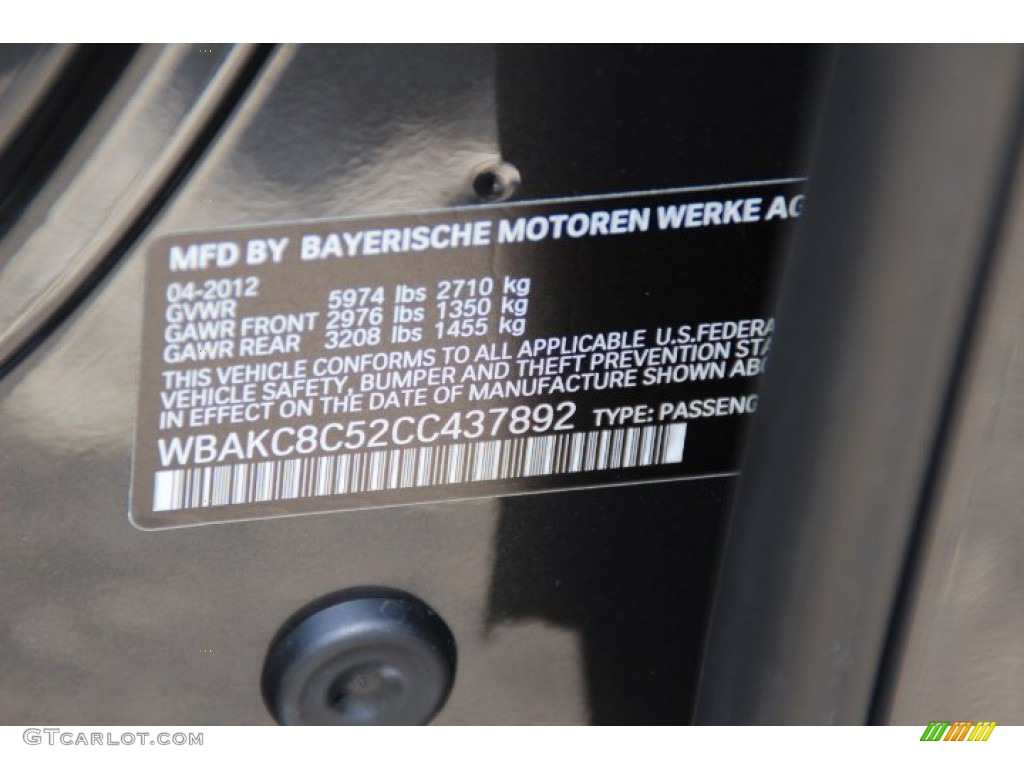 MFD BY BAYERISCHE MOTOREN WERKE AG
04-2012
GVWR 5974 lbs 2710 kg
GAWR FRONT 2976 lbs 1350 kg
GAWR REAR 3208 lbs 1455 kg
THIS VEHICLE CONFORMS TO ALL APPLICABLE U.S.FEDERA
VEHICLE SAFETY, BUMPER AND THEFT PREVENTION STA
IN EFFECT ON THE DATE OF MANUFACTURE SHOWN ABO
WBAKC8C52CC437892 TYPE: PASSENG
GTCARLOT.COM